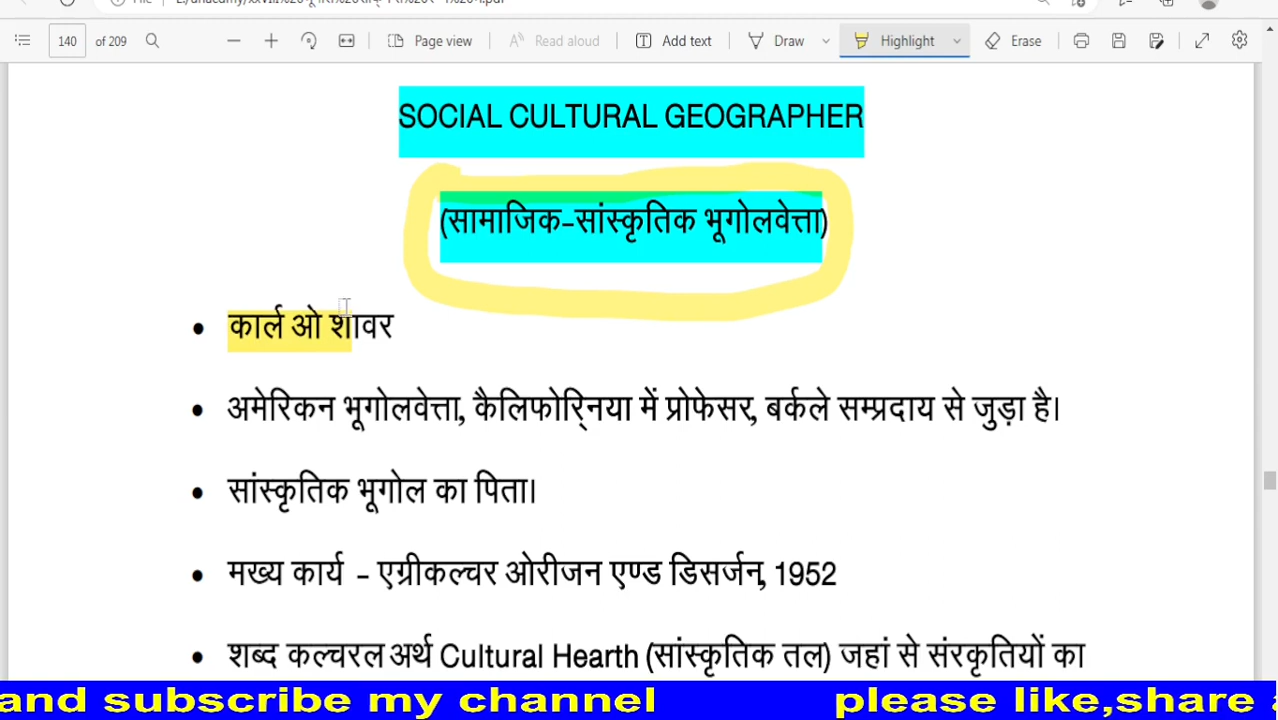 140 of 209 Page view Read aloud Add text Draw Highlight Erase
SOCIAL CULTURAL GEOGRAPHER
(सामाजिक-सांस्कृतिक भूगोलवेत्ता)
• कार्ल ओ शावर
• अमेरिकन भूगोलवेत्ता, कैलिफोर्निया में प्रोफेसर, बर्कले सम्प्रदाय से जुड़ा है।
• सांस्कृतिक भूगोल का पिता।
• मख्य कार्य - एग्रीकल्चर ओरीजन एण्ड डिसर्जन, 1952
• शब्द कल्चरल अर्थ Cultural Hearth (सांस्कृतिक तल) जहां से संरकृतियों का
and subscribe my channel please like,share